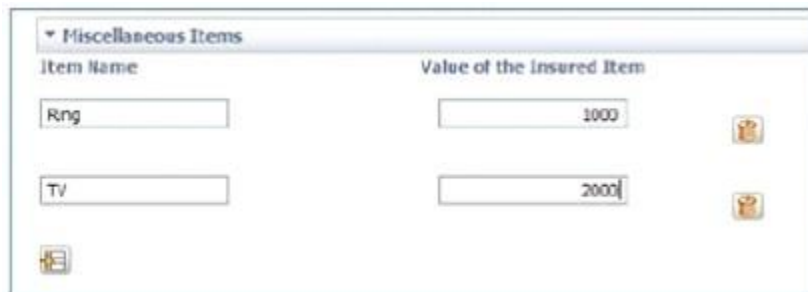 Miscellaneous Items
Item Name Value of the Insured Item
Ring 1000
TV 2000